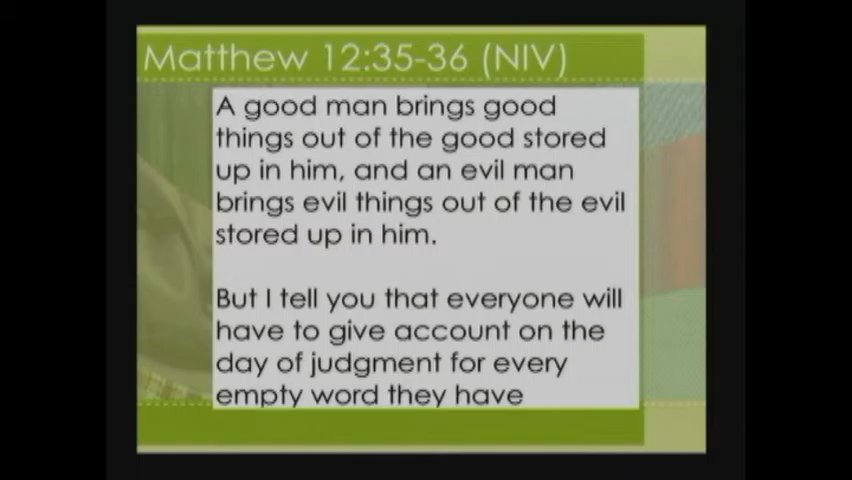 Matthew 12:35-36 (NIV)
A good man brings good
things out of the good stored
up in him, and an evil man
brings evil things out of the evil
stored up in him.
But I tell you that everyone will
have to give account on the
day of judgment for every
empty word they have